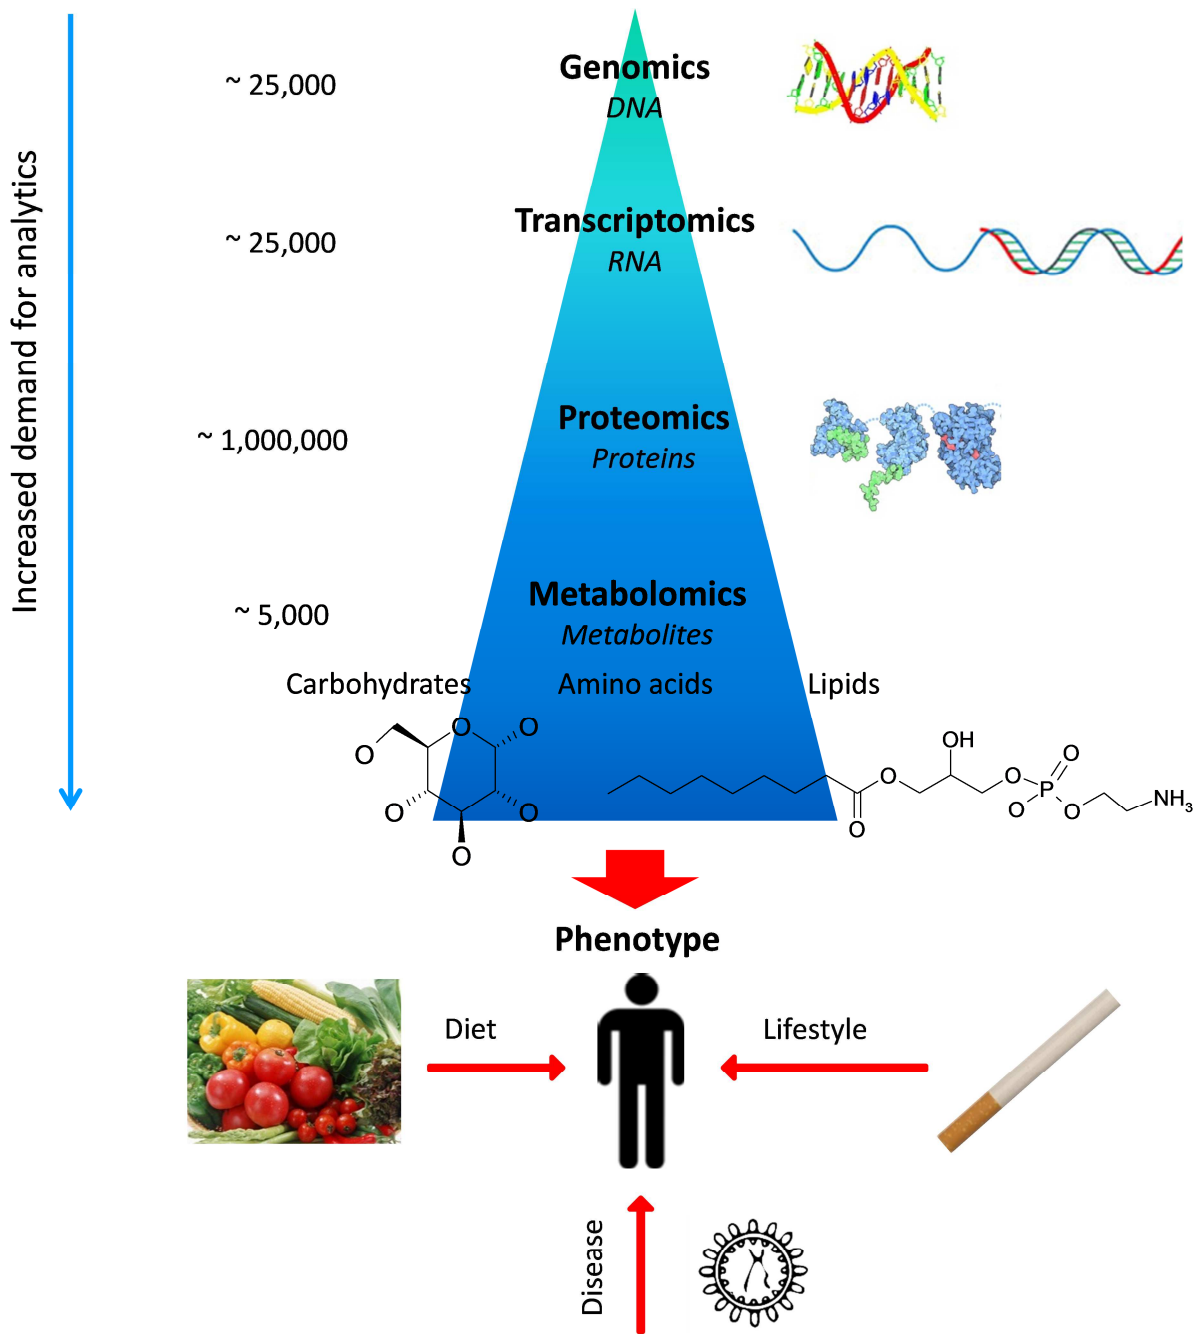 Increased demand for analytics
~ 25,000
Genomics
DNA
~ 25,000
Transcriptomics
RNA
~ 1,000,000
Proteomics
Proteins
~ 5,000
Metabolomics
Metabolites
Carbohydrates
Amino acids
Lipids
O
O
O
O
O
O
O
O
OH
O
O
P
O
O
NH3
Phenotype
Diet
Lifestyle
Disease